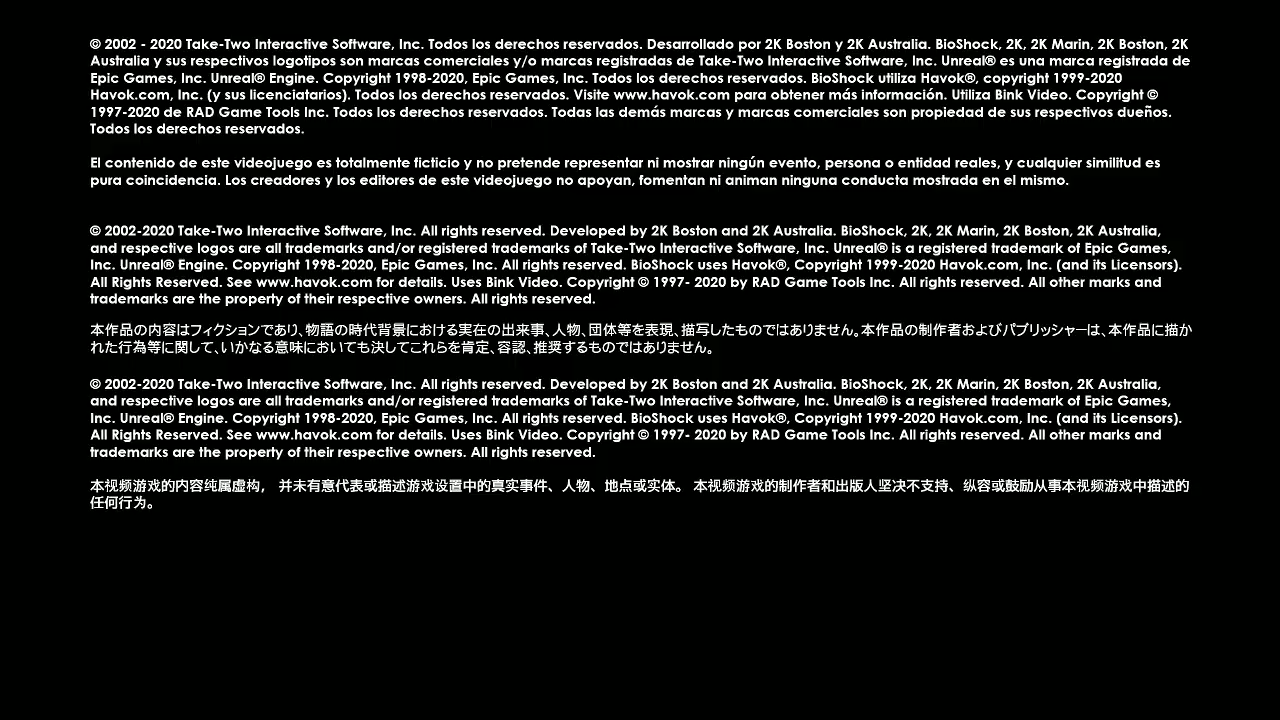 © 2002 - 2020 Take-Two Interactive Software, Inc. Todos los derechos reservados. Desarrollado por 2K Boston y 2K Australia. BioShock, 2K, 2K Marin, 2K Boston, 2K
Australia y sus respectivos logotipos son marcas comerciales y/o marcas registradas de Take-Two Interactive Software, Inc. Unreal® es una marca registrada de
Epic Games, Inc. Unreal® Engine. Copyright 1998-2020, Epic Games, Inc. Todos los derechos reservados. BioShock utiliza Havok®, copyright 1999-2020
Havok.com, Inc. (y sus licenciatarios). Todos los derechos reservados. Visite www.havok.com para obtener más información. Utiliza Bink Video. Copyright ©
1997-2020 de RAD Game Tools Inc. Todos los derechos reservados. Todas las demás marcas y marcas comerciales son propiedad de sus respectivos dueños.
Todos los derechos reservados.
El contenido de este videojuego es totalmente ficticio y no pretende representar ni mostrar ningún evento, persona o entidad reales, y cualquier similitud es
pura coincidencia. Los creadores y los editores de este videojuego no apoyan, fomentan ni animan ninguna conducta mostrada en el mismo.
© 2002-2020 Take-Two Interactive Software, Inc. All rights reserved. Developed by 2K Boston and 2K Australia. BioShock, 2K, 2K Marin, 2K Boston, 2K Australia,
and respective logos are all trademarks and/or registered trademarks of Take-Two Interactive Software, Inc. Unreal® is a registered trademark of Epic Games,
Inc. Unreal® Engine. Copyright 1998-2020, Epic Games, Inc. All rights reserved. BioShock uses Havok®, Copyright 1999-2020 Havok.com, Inc. (and its Licensors).
All Rights Reserved. See www.havok.com for details. Uses Bink Video. Copyright © 1997- 2020 by RAD Game Tools Inc. All rights reserved. All other marks and
trademarks are the property of their respective owners. All rights reserved.
本作品の内容はフィクションであり、物語の時代背景における実在の出来事、人物、団体等を表現、描写したものではありません。本作品の制作者およびパブリッシャーは、本作品に描か
れた行為等に関して、いかなる意味においても決してこれらを肯定、容認、推奨するものではありません。
© 2002-2020 Take-Two Interactive Software, Inc. All rights reserved. Developed by 2K Boston and 2K Australia. BioShock, 2K, 2K Marin, 2K Boston, 2K Australia,
and respective logos are all trademarks and/or registered trademarks of Take-Two Interactive Software, Inc. Unreal® is a registered trademark of Epic Games,
Inc. Unreal® Engine. Copyright 1998-2020, Epic Games, Inc. All rights reserved. BioShock uses Havok®, Copyright 1999-2020 Havok.com, Inc. (and its Licensors).
All Rights Reserved. See www.havok.com for details. Uses Bink Video. Copyright © 1997- 2020 by RAD Game Tools Inc. All rights reserved. All other marks and
trademarks are the property of their respective owners. All rights reserved.
本视频游戏的内容纯属虚构， 并未有意代表或描述游戏设置中的真实事件、人物、地点或实体。 本视频游戏的制作者和出版人坚决不支持、纵容或鼓励从事本视频游戏中描述的
任何行为。